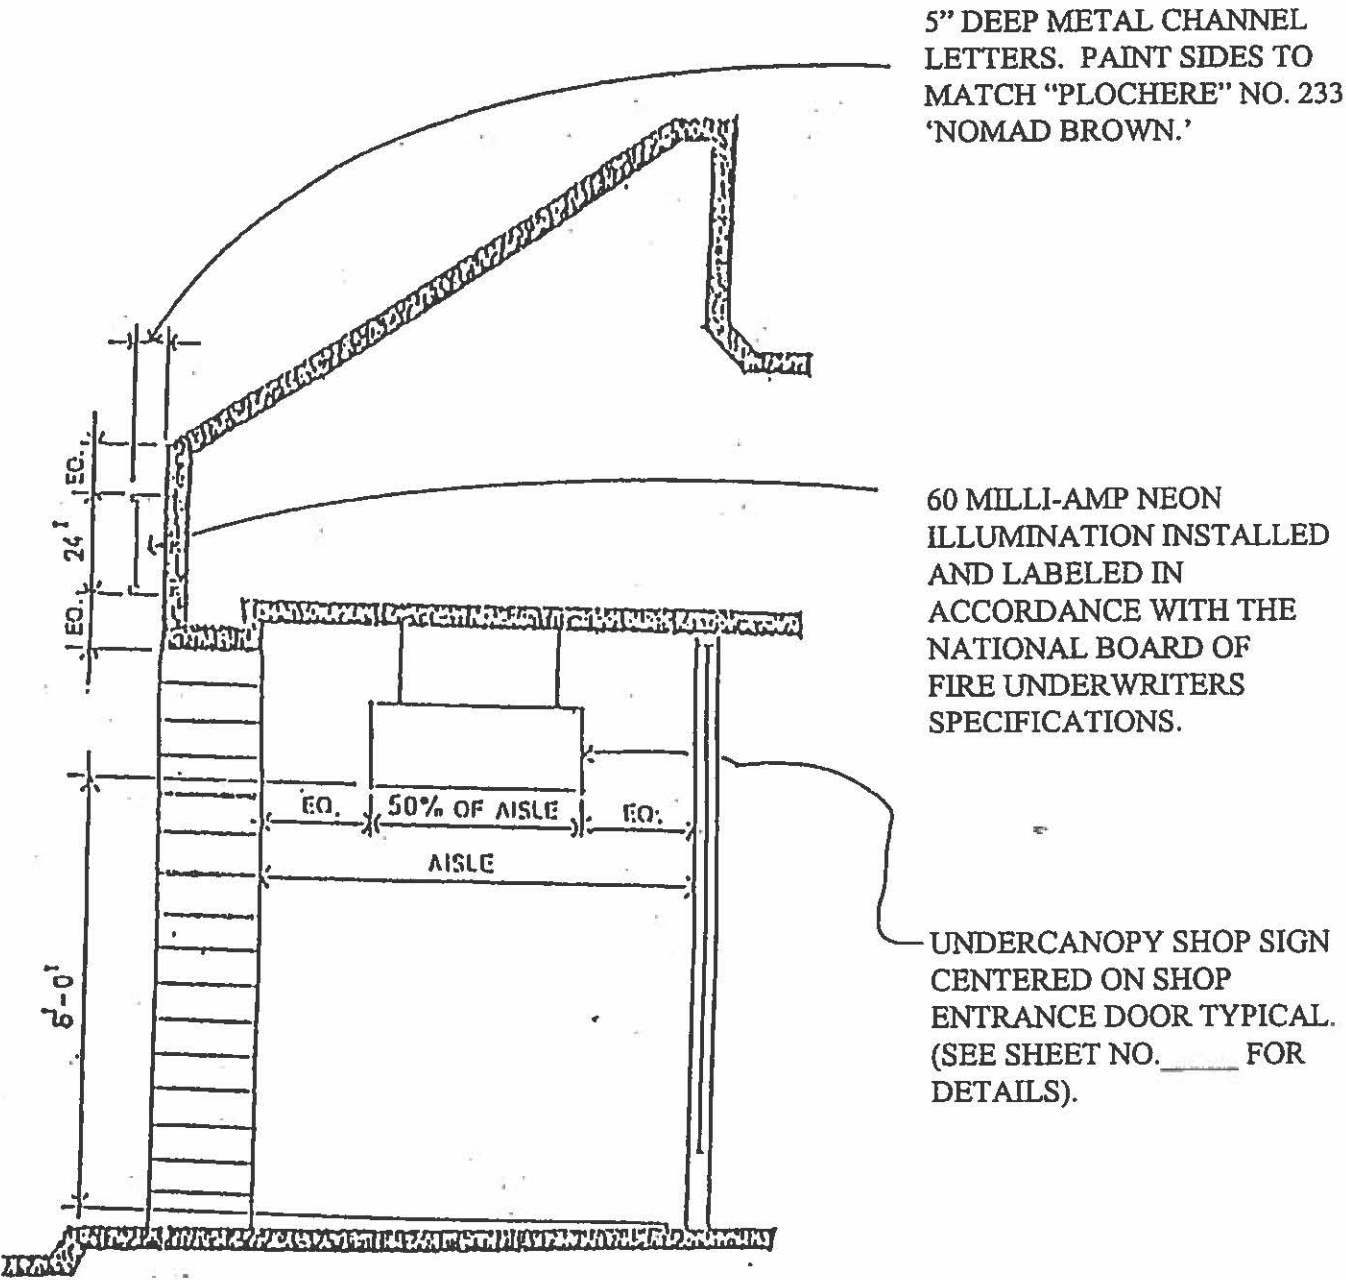 5” DEEP METAL CHANNEL
LETTERS. PAINT SIDES TO
MATCH “PLOCHERE” NO. 233
‘NOMAD BROWN.’
EQ.
24"
EQ.
60 MILLI-AMP NEON
ILLUMINATION INSTALLED
AND LABELED IN
ACCORDANCE WITH THE
NATIONAL BOARD OF
FIRE UNDERWRITERS
SPECIFICATIONS.
EQ.
50% OF AISLE
EQ.
AISLE
8'-0"
UNDERCANOPY SHOP SIGN
CENTERED ON SHOP
ENTRANCE DOOR TYPICAL.
(SEE SHEET NO._____ FOR
DETAILS).